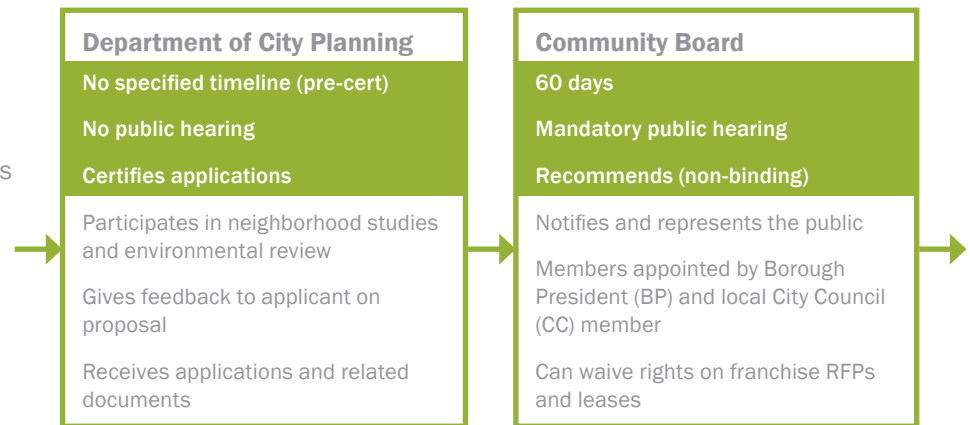 s
Department of City Planning
No specified timeline (pre-cert)
No public hearing
Certifies applications
Participates in neighborhood studies
and environmental review
Gives feedback to applicant on
proposal
Receives applications and related
documents
Community Board
60 days
Mandatory public hearing
Recommends (non-binding)
Notifies and represents the public
Members appointed by Borough
President (BP) and local City Council
(CC) member
Can waive rights on franchise RFPs
and leases